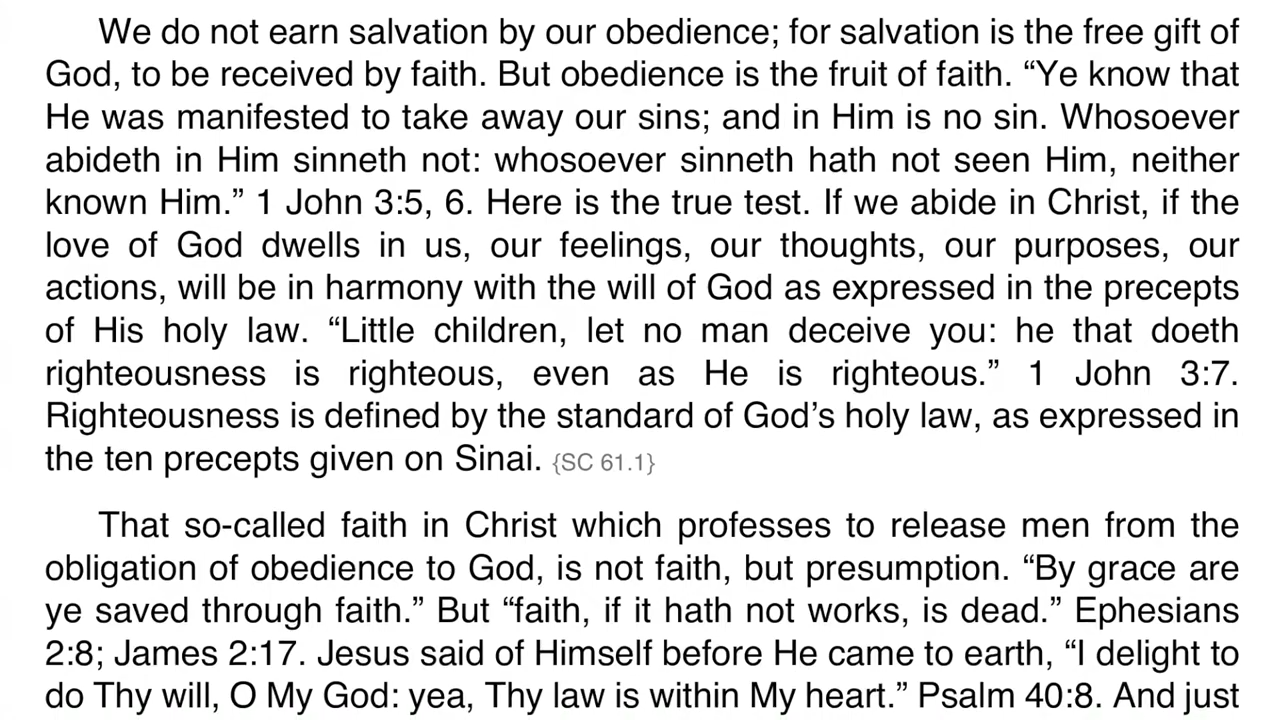 We do not earn salvation by our obedience; for salvation is the free gift of
God, to be received by faith. But obedience is the fruit of faith. “Ye know that
He was manifested to take away our sins; and in Him is no sin. Whosoever
abideth in Him sinneth not: whosoever sinneth hath not seen Him, neither
known Him.” 1 John 3:5, 6. Here is the true test. If we abide in Christ, if the
love of God dwells in us, our feelings, our thoughts, our purposes, our
actions, will be in harmony with the will of God as expressed in the precepts
of His holy law. “Little children, let no man deceive you: he that doeth
righteousness is righteous, even as He is righteous.” 1 John 3:7.
Righteousness is defined by the standard of God’s holy law, as expressed in
the ten precepts given on Sinai. {SC 61.1}
That so-called faith in Christ which professes to release men from the
obligation of obedience to God, is not faith, but presumption. “By grace are
ye saved through faith.” But “faith, if it hath not works, is dead.” Ephesians
2:8; James 2:17. Jesus said of Himself before He came to earth, “I delight to
do Thy will, O My God: yea, Thy law is within My heart.” Psalm 40:8. And just